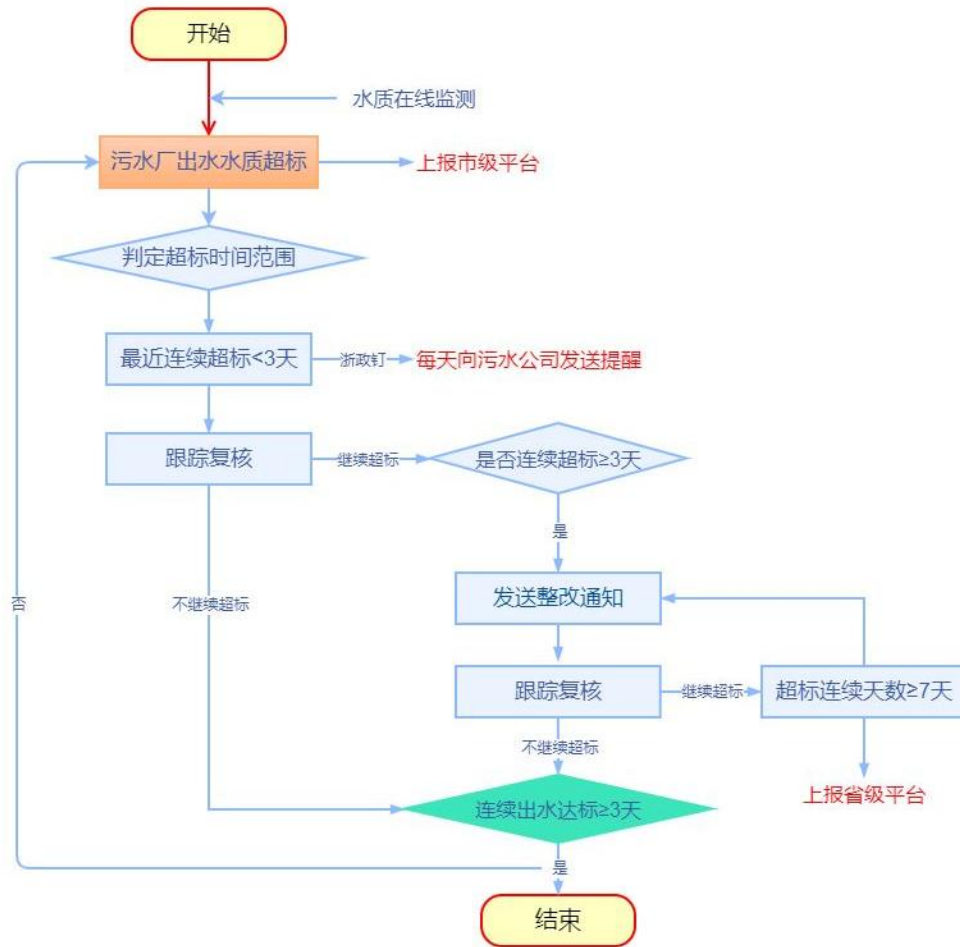 开始
水质在线监测
污水厂出水水质超标
上报市级平台
判定超标时间范围
最近连续超标<3天
浙政钉
每天向污水公司发送提醒
跟踪复核
继续超标
是否连续超标≥3天
是
发送整改通知
否
不继续超标
跟踪复核
继续超标
超标连续天数≥7天
不继续超标
上报省级平台
连续出水达标≥3天
是
结束